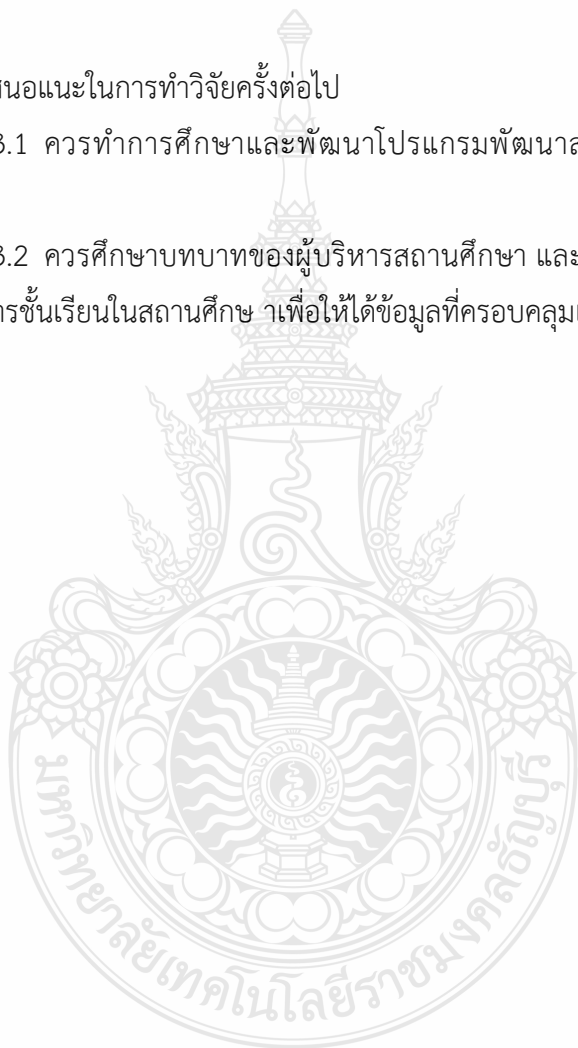 สนอแนะในการทำวิจัยครั้งต่อไป
3.1 ควรทำการศึกษาและพัฒนาโปรแกรมพัฒนาส
3.2 ควรศึกษาบทบาทของผู้บริหารสถานศึกษา และ
ารชั้นเรียนในสถานศึกษ าเพื่อให้ได้ข้อมูลที่ครอบคลุมแ
มหาวิทยาลัยเทคโนโลยีราชมงคลธัญบุรี